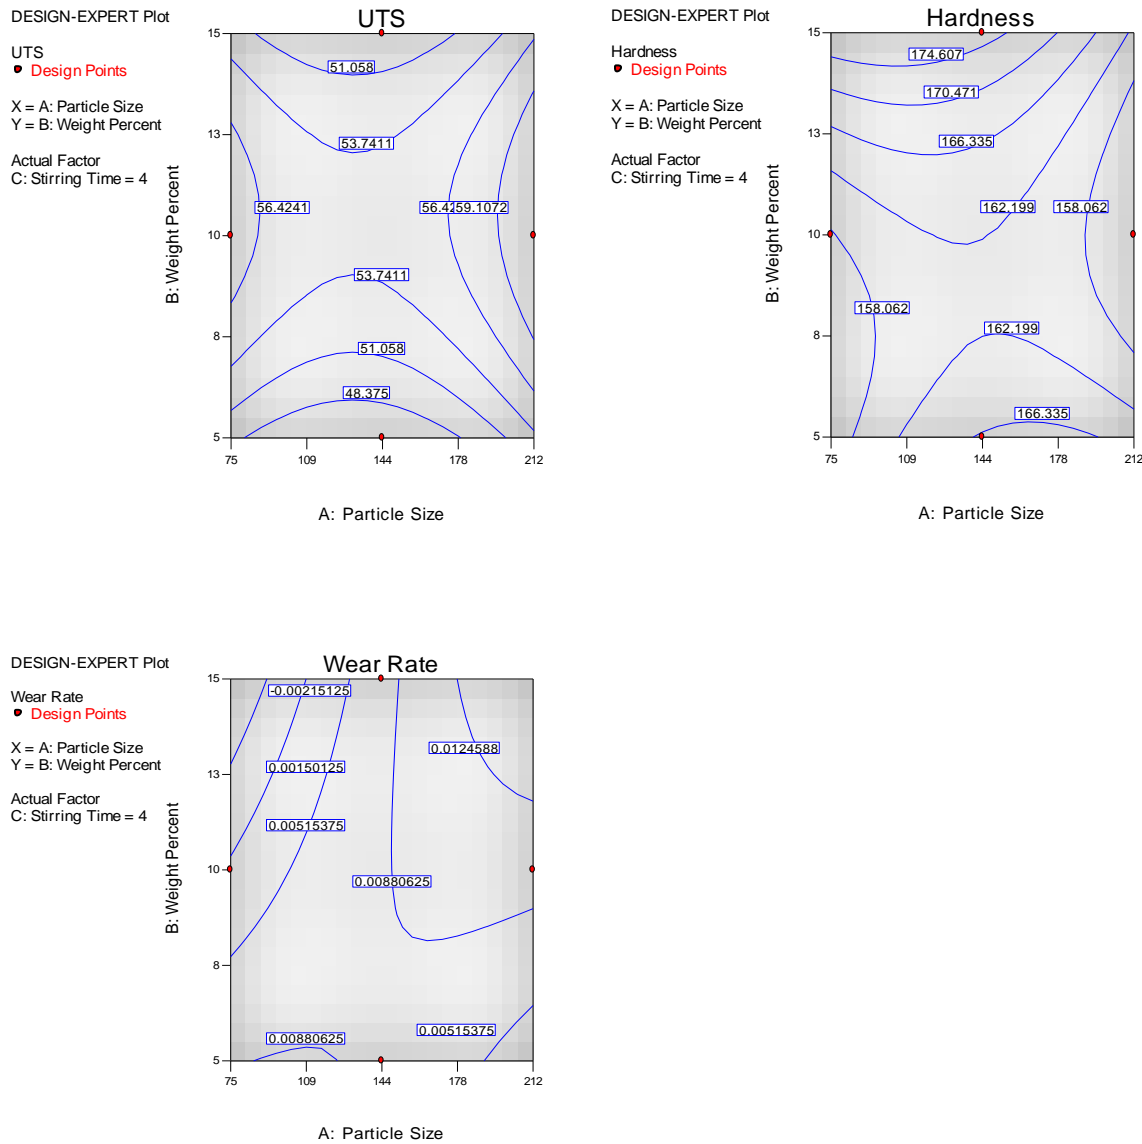 DESIGN-EXPERT Plot
UTS
Design Points
X = A: Particle Size
Y = B: Weight Percent
Actual Factor
C: Stirring Time = 4
UTS
B: Weight Percent
15
13
10
8
5
51.058
53.7411
56.4241
56.4259.1072
53.7411
51.058
48.375
75 109 144 178 212
A: Particle Size
DESIGN-EXPERT Plot
Hardness
Design Points
X = A: Particle Size
Y = B: Weight Percent
Actual Factor
C: Stirring Time = 4
Hardness
B: Weight Percent
15
13
10
8
5
174.607
170.471
166.335
162.199
158.062
158.062
162.199
166.335
75 109 144 178 212
A: Particle Size
DESIGN-EXPERT Plot
Wear Rate
Design Points
X = A: Particle Size
Y = B: Weight Percent
Actual Factor
C: Stirring Time = 4
Wear Rate
B: Weight Percent
15
13
10
8
5
-0.00215125
0.0124588
0.00150125
0.00515375
0.00880625
0.00515375
0.00880625
75 109 144 178 212
A: Particle Size